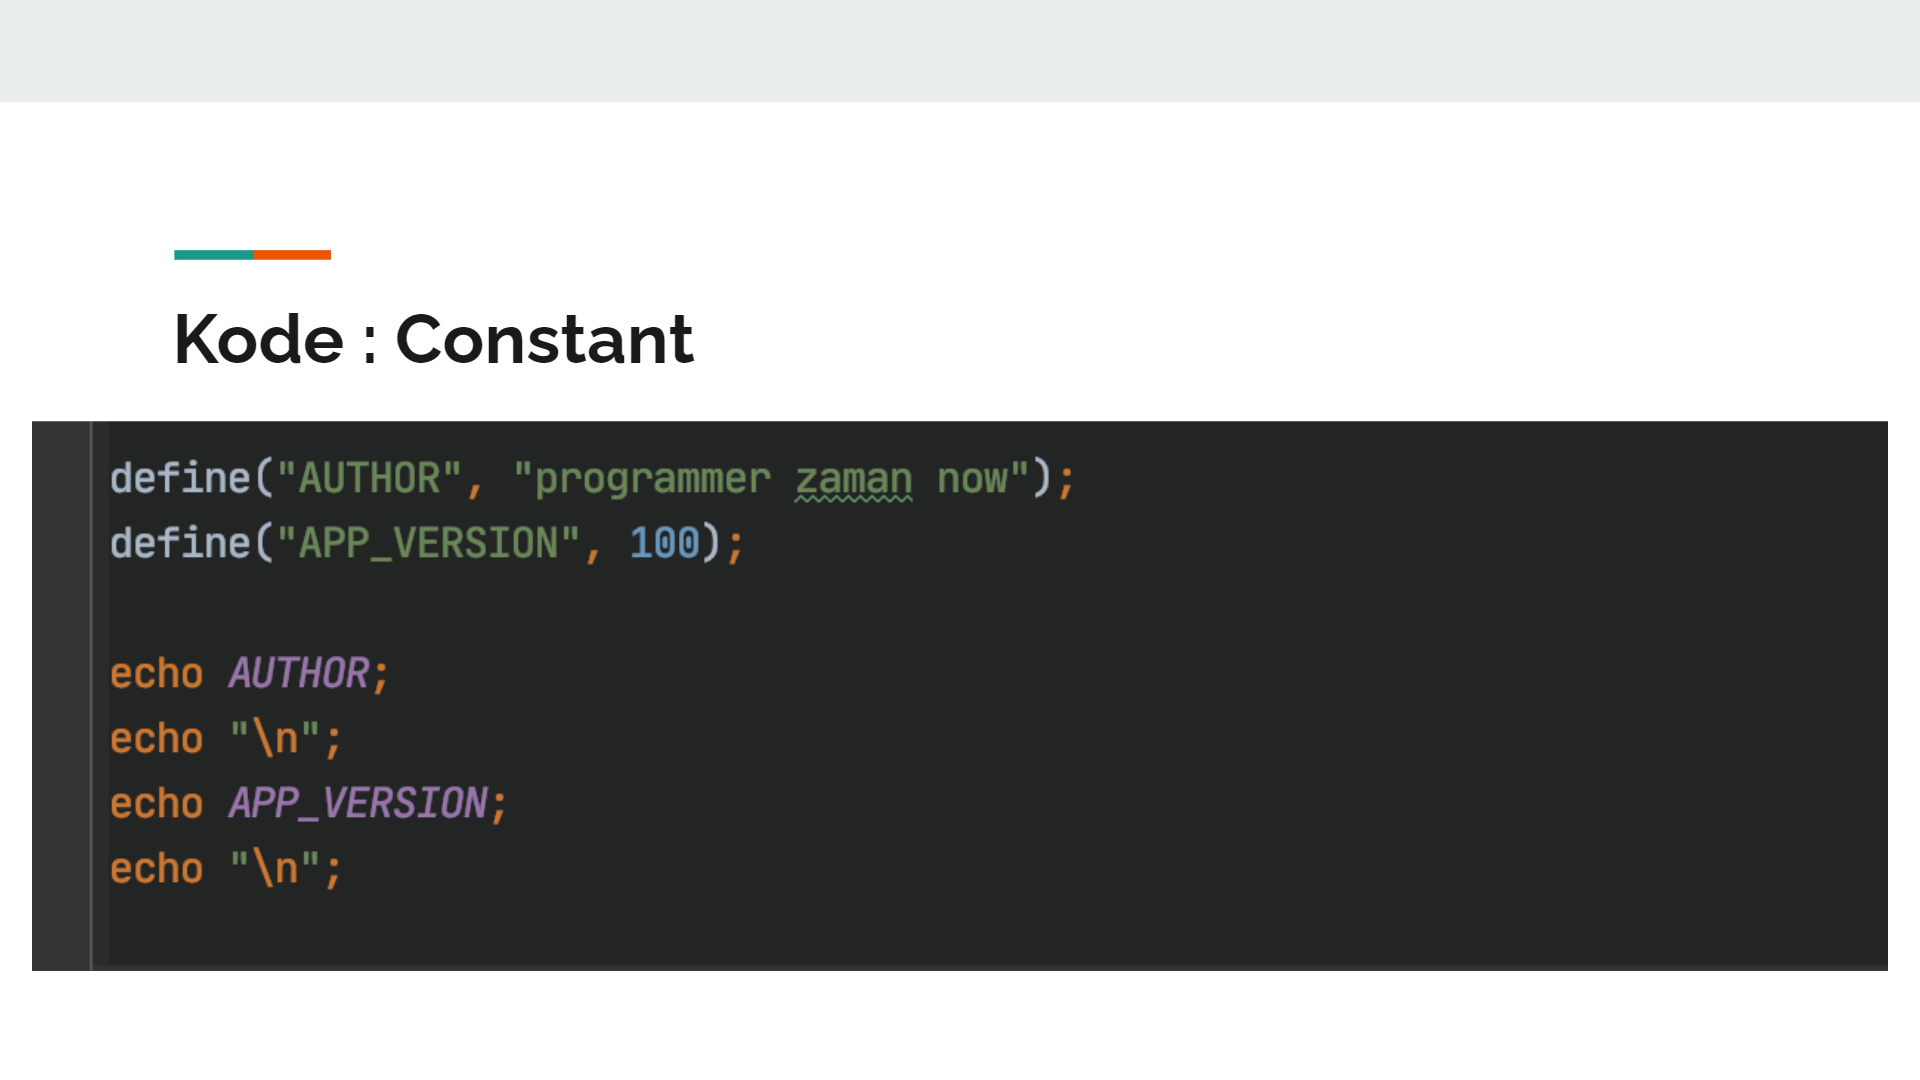 Kode : Constant
define("AUTHOR", "programmer zaman now");
define("APP_VERSION", 100);
echo AUTHOR;
echo "\n";
echo APP_VERSION;
echo "\n";